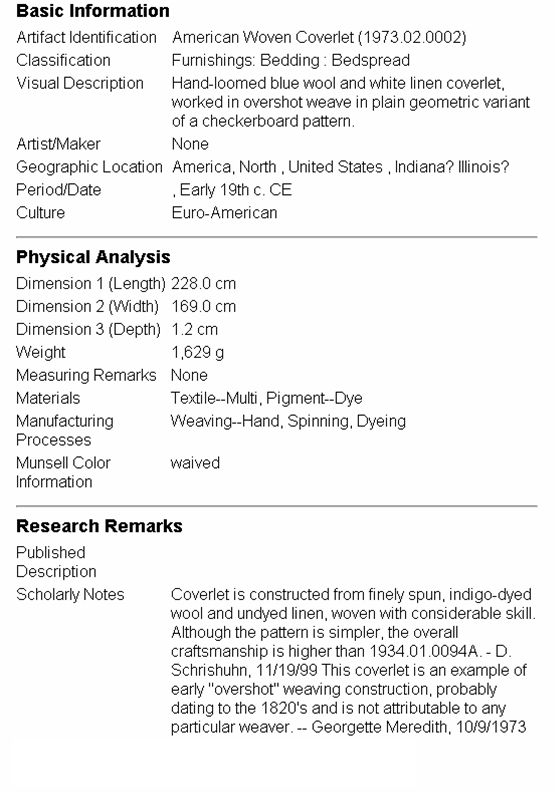 Basic Information
Artifact Identification American Woven Coverlet (1973.02.0002)
Classification Furnishings: Bedding : Bedspread
Visual Description Hand-loomed blue wool and white linen coverlet,
worked in overshot weave in plain geometric variant
of a checkerboard pattern.
Artist/Maker None
Geographic Location America, North , United States , Indiana? Illinois?
Period/Date , Early 19th c. CE
Culture Euro-American
Physical Analysis
Dimension 1 (Length) 228.0 cm
Dimension 2 (Width) 169.0 cm
Dimension 3 (Depth) 1.2 cm
Weight 1,629 g
Measuring Remarks None
Materials Textile--Multi, Pigment--Dye
Manufacturing Weaving--Hand, Spinning, Dyeing
Processes
Munsell Color waived
Information
Research Remarks
Published
Description
Scholarly Notes Coverlet is constructed from finely spun, indigo-dyed
wool and undyed linen, woven with considerable skill.
Although the pattern is simpler, the overall
craftsmanship is higher than 1934.01.0094A. - D.
Schrishuhn, 11/19/99 This coverlet is an example of
early "overshot" weaving construction, probably
dating to the 1820's and is not attributable to any
particular weaver. -- Georgette Meredith, 10/9/1973